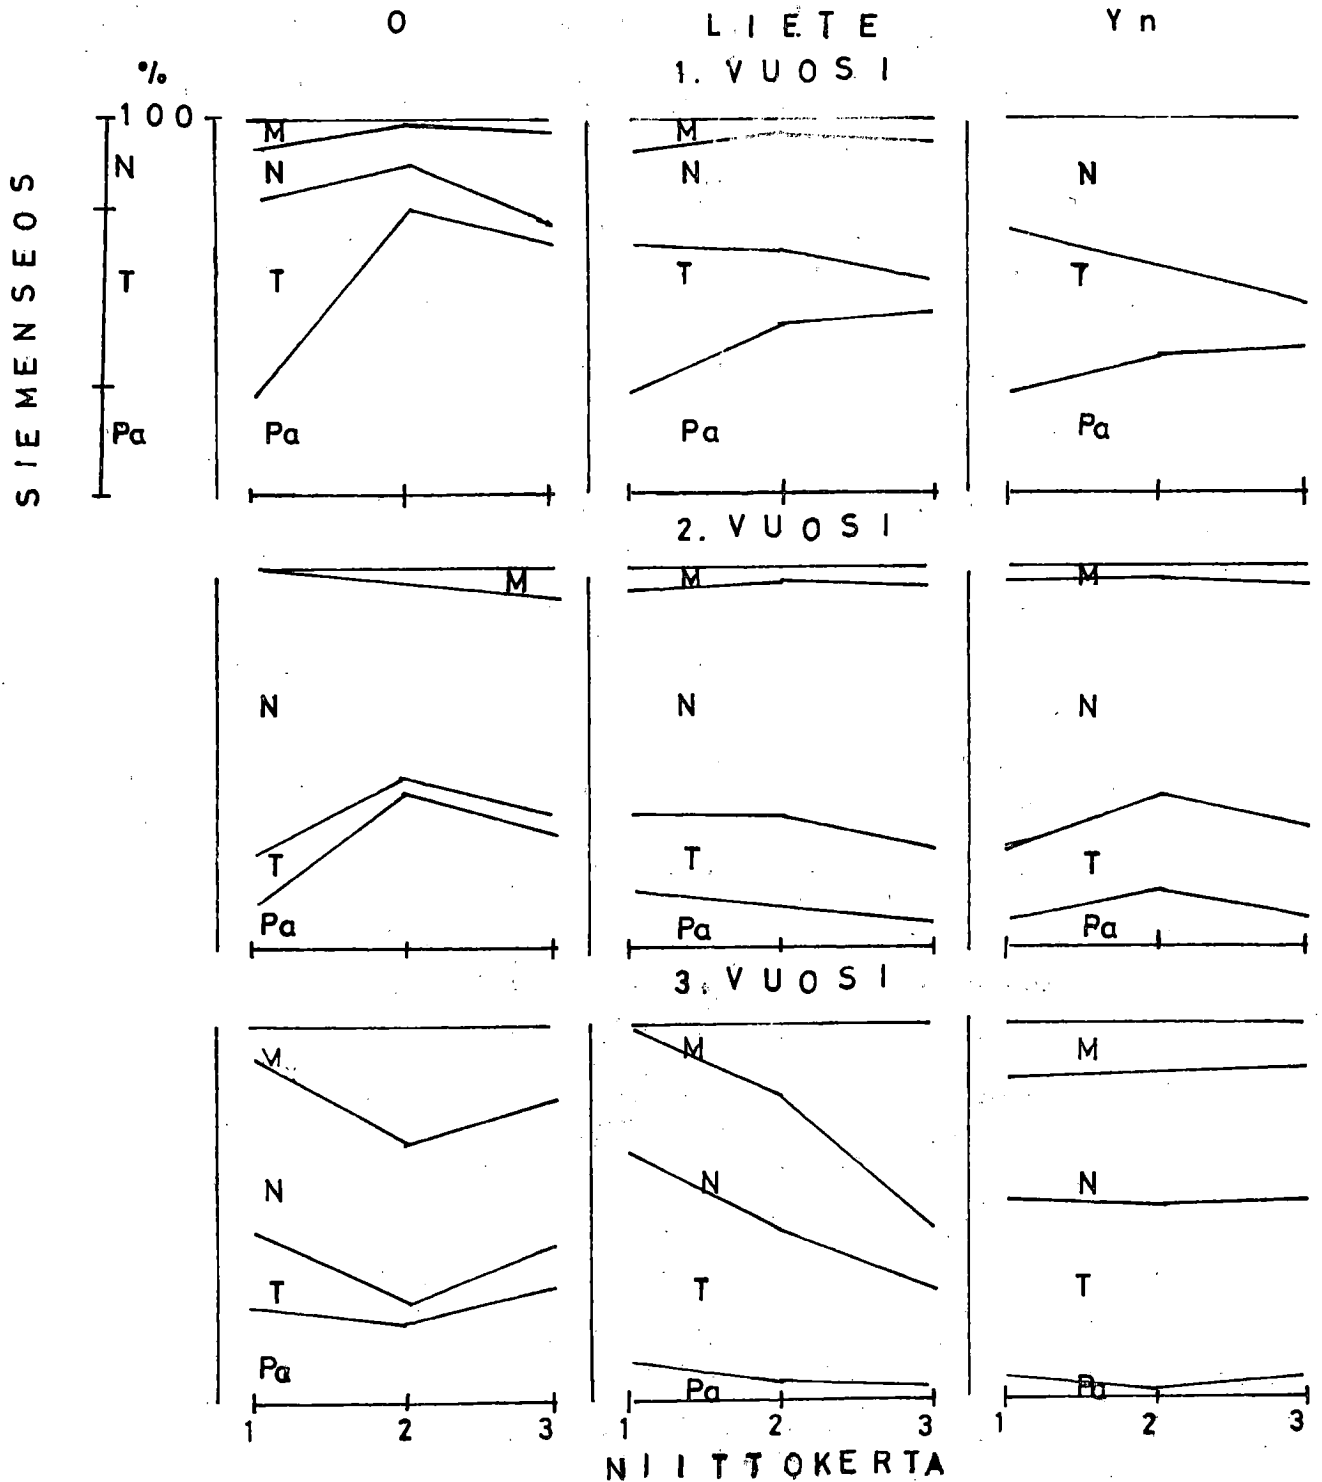 O LIETE Yn
1. VUOSI
%
100
SIEMENSEOS
N
T
Pa
M
N
T
Pa
M
N
T
Pa
N
T
Pa
2. VUOSI
M
N
T
Pa
M
N
T
Pa
M
N
T
Pa
3. VUOSI
M
N
T
Pa
M
N
T
Pa
M
N
T
Pa
1 2 3 1 2 3 1 2 3
NIITTOKERTA